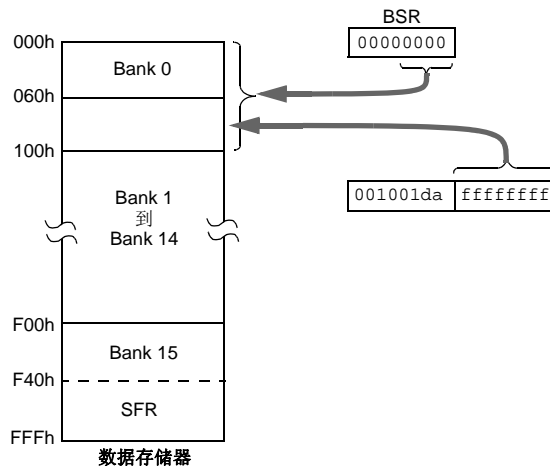 BSR
00000000
000h
Bank 0
060h
100h
001001da ffffffff
Bank 1
到
Bank 14
F00h
Bank 15
F40h
SFR
FFFh
数据存储器